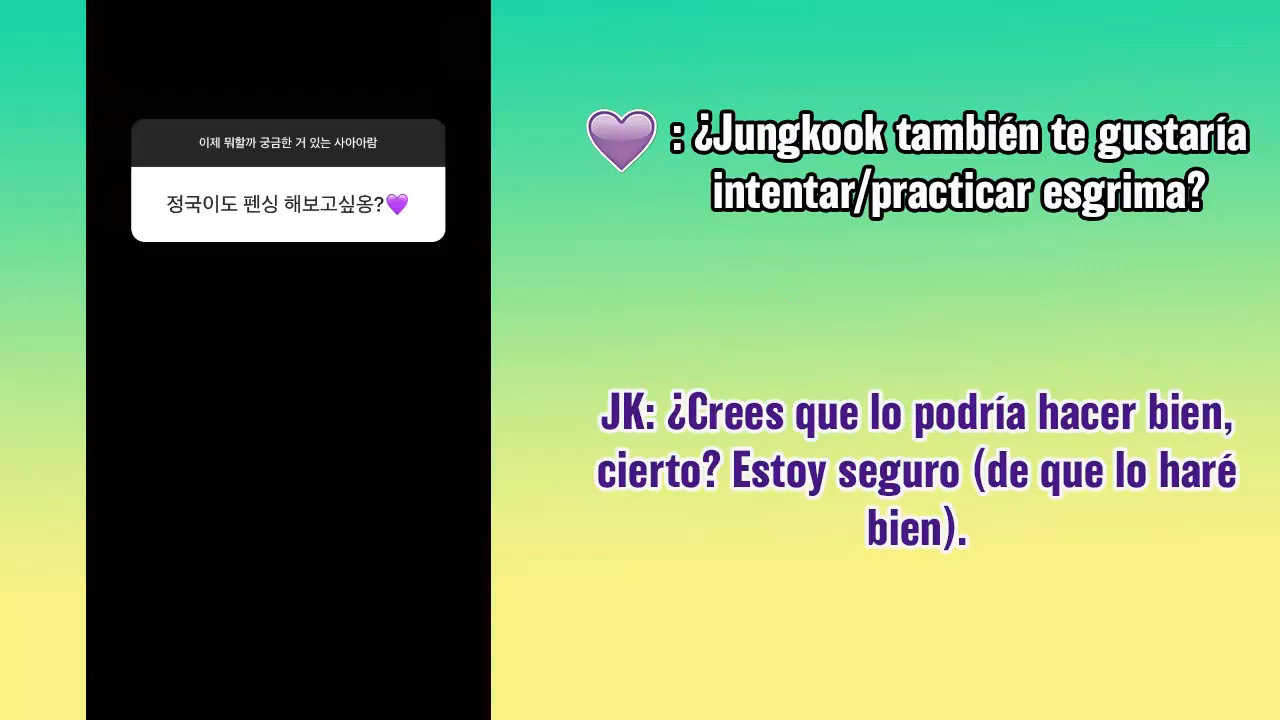 이제 뭐할까 궁금한 거 있는 사아아람
정국이도 펜싱 해보고싶옹?💜
💜 : ¿Jungkook también te gustaría
intentar/practicar esgrima?
JK: ¿Crees que lo podría hacer bien,
cierto? Estoy seguro (de que lo haré
bien).